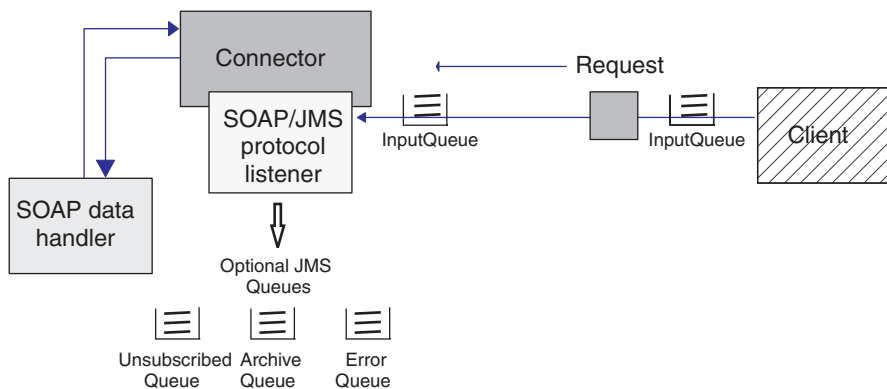 Connector
Request
SOAP/JMS
protocol
listener
InputQueue
InputQueue
Client
SOAP data
handler
Optional JMS
Queues
Unsubscribed
Queue
Archive
Queue
Error
Queue